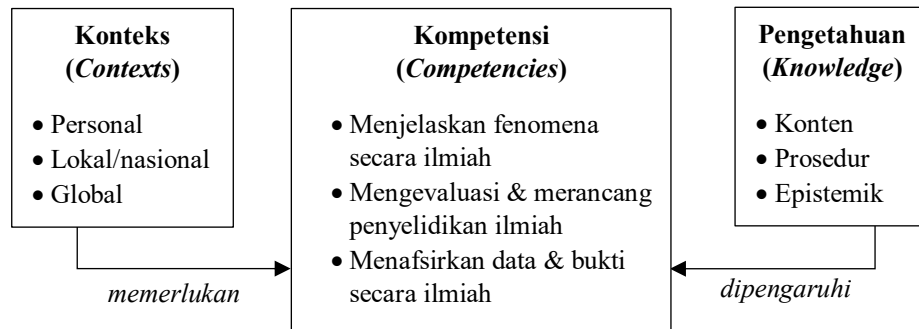 Konteks
(Contexts)
• Personal
• Lokal/nasional
• Global
memerlukan
Kompetensi
(Competencies)
• Menjelaskan fenomena
secara ilmiah
• Mengevaluasi & merancang
penyelidikan ilmiah
• Menafsirkan data & bukti
secara ilmiah
Pengetahuan
(Knowledge)
• Konten
• Prosedur
• Epistemik
dipengaruhi